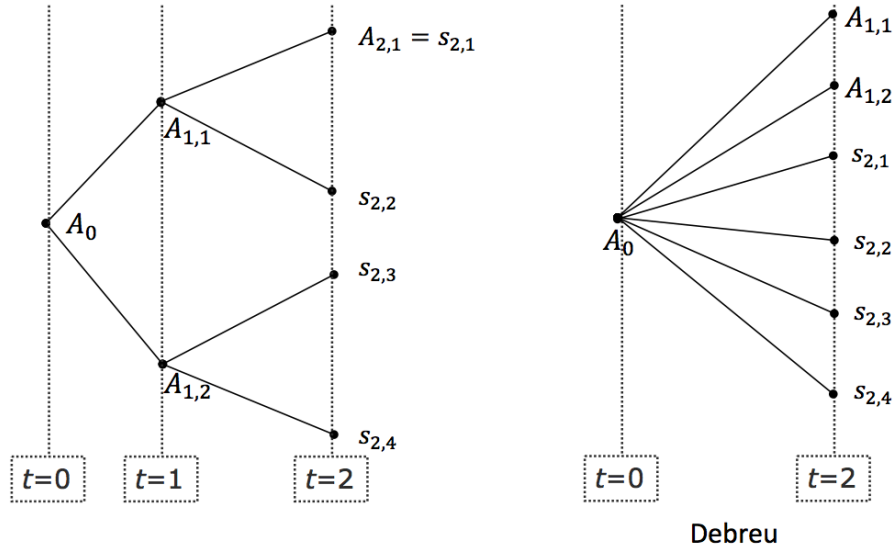 A₂,₁ = s₂,₁
A₁,₁
s₂,₂
A₀
s₂,₃
A₁,₂
s₂,₄
t=0
t=1
t=2
A₁,₁
A₁,₂
s₂,₁
A₀
s₂,₂
s₂,₃
s₂,₄
t=0
t=2
Debreu